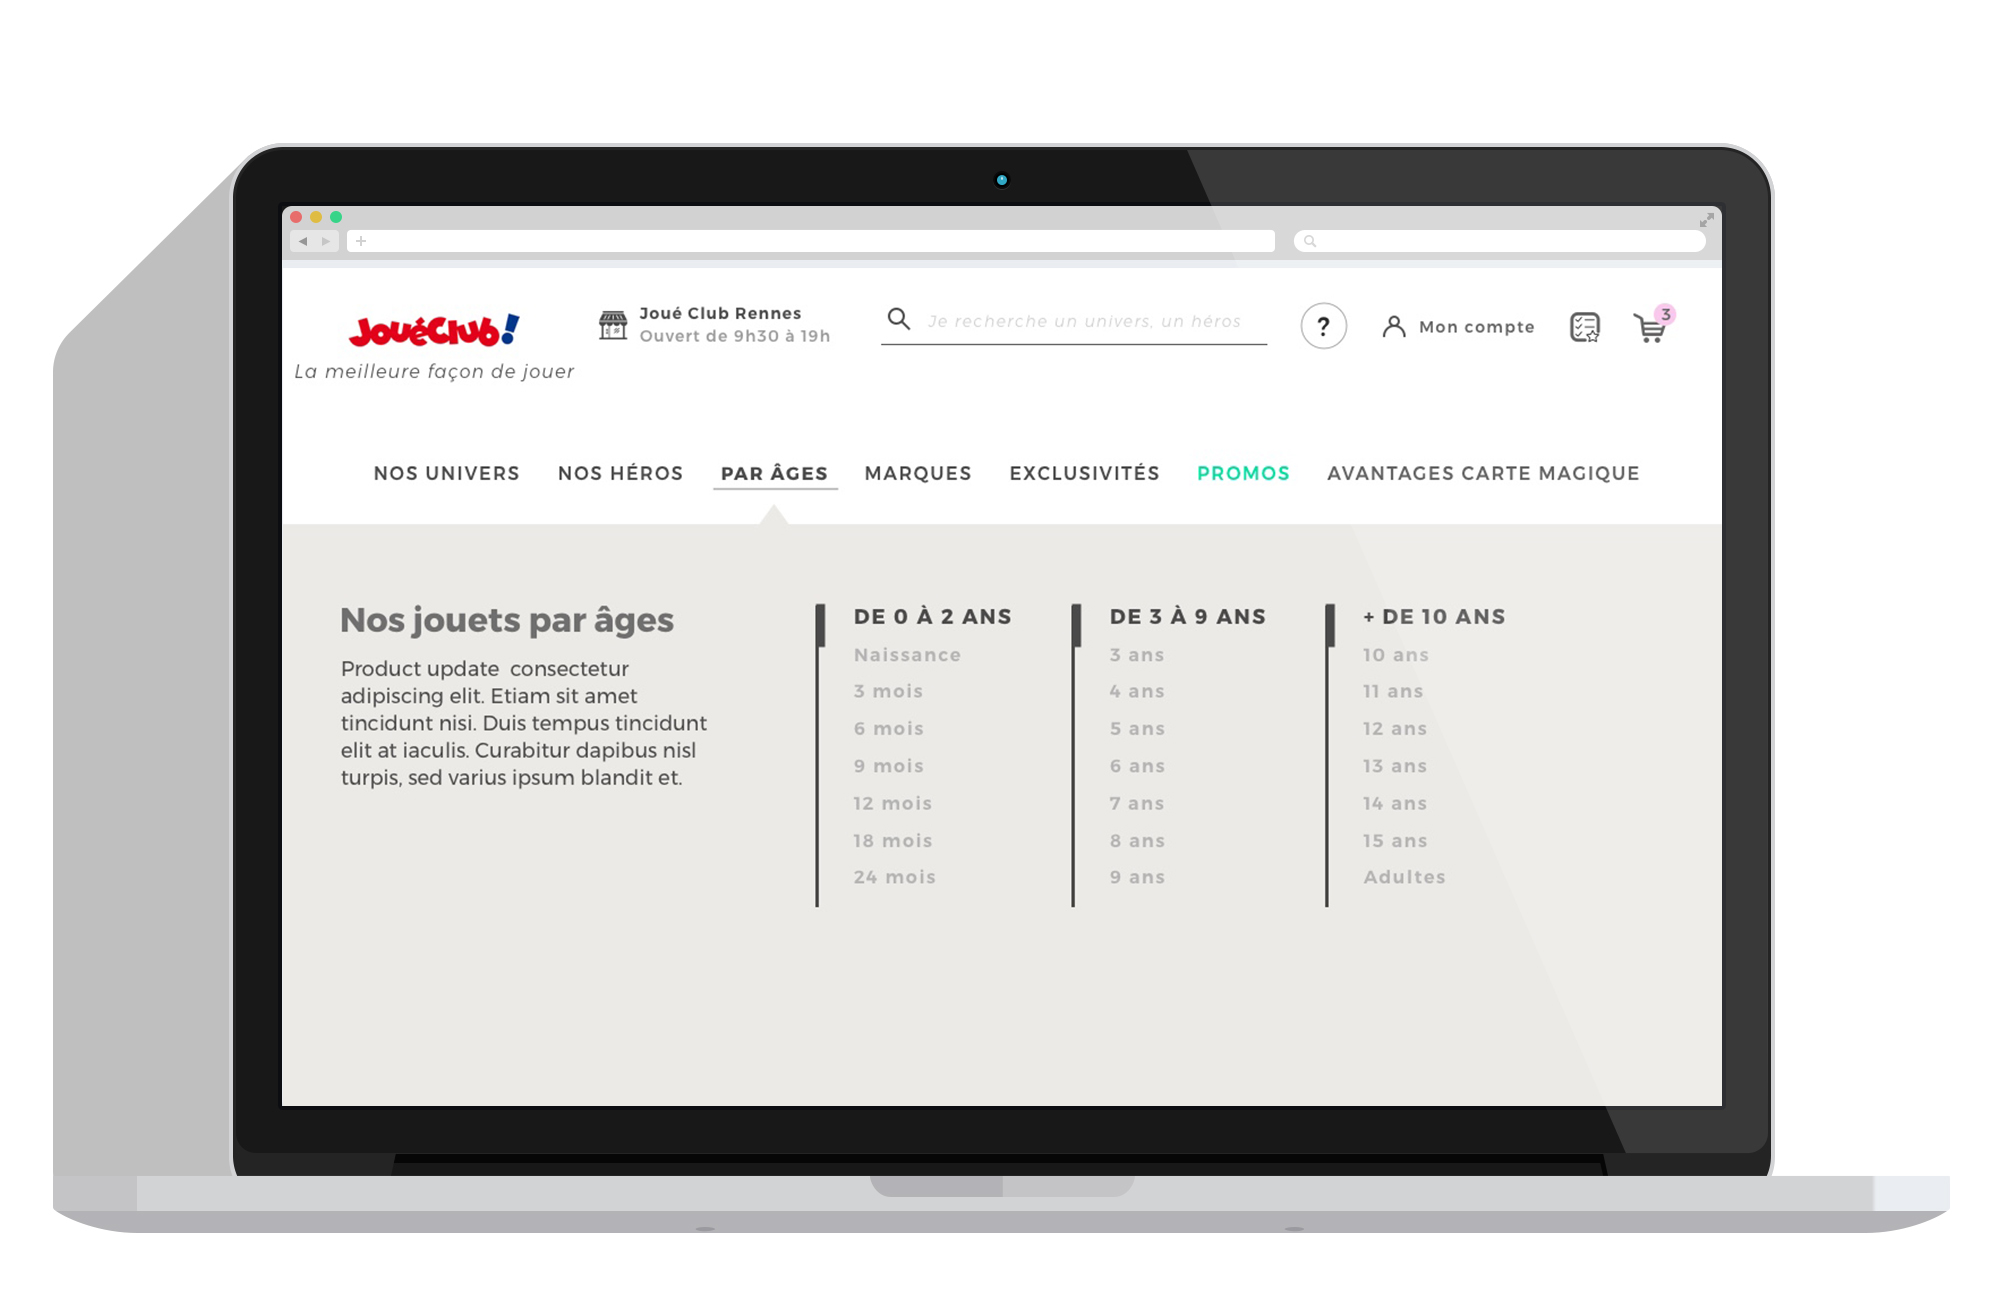 JouéClub!
La meilleure façon de jouer
Joué Club Rennes
Ouvert de 9h30 à 19h
Je recherche un univers, un héros
?
Mon compte
3
NOS UNIVERS
NOS HÉROS
PAR ÂGES
MARQUES
EXCLUSIVITÉS
PROMOS
AVANTAGES CARTE MAGIQUE
Nos jouets par âges
Product update  consectetur
adipiscing elit. Etiam sit amet
tincidunt nisi. Duis tempus tincidunt
elit at iaculis. Curabitur dapibus nisl
turpis, sed varius ipsum blandit et.
DE 0 À 2 ANS
Naissance
3 mois
6 mois
9 mois
12 mois
18 mois
24 mois
DE 3 À 9 ANS
3 ans
4 ans
5 ans
6 ans
7 ans
8 ans
9 ans
+ DE 10 ANS
10 ans
11 ans
12 ans
13 ans
14 ans
15 ans
Adultes